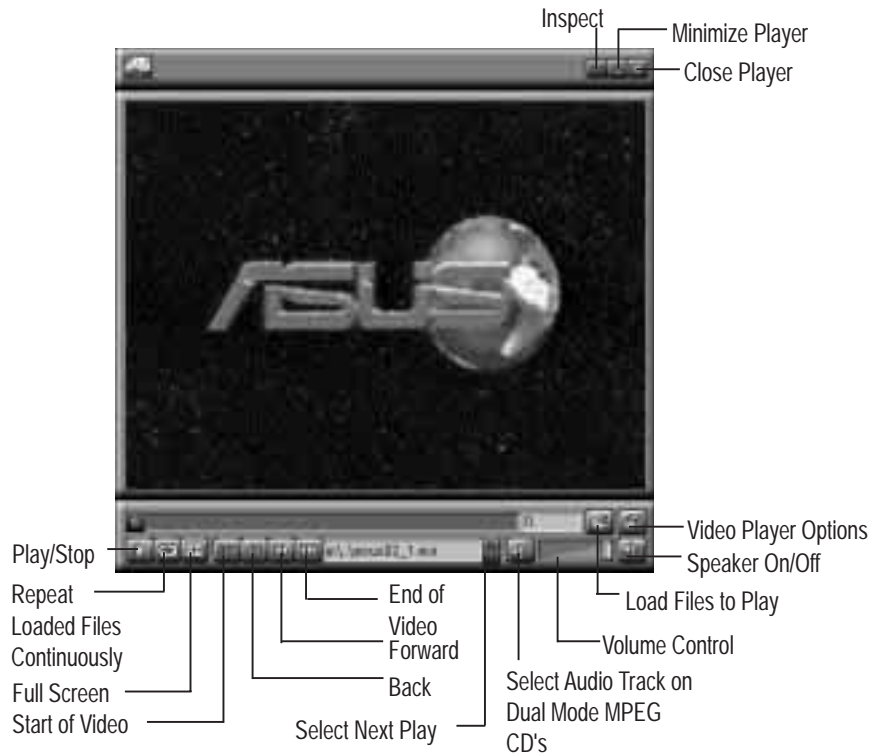 Inspect
Minimize Player
Close Player
ASUS
Video Player Options
Play/Stop
Speaker On/Off
Repeat
Loaded Files
Continuously
End of
Video
Load Files to Play
Forward
Volume Control
Full Screen
Back
Select Audio Track on
Dual Mode MPEG
CD's
Start of Video
Select Next Play